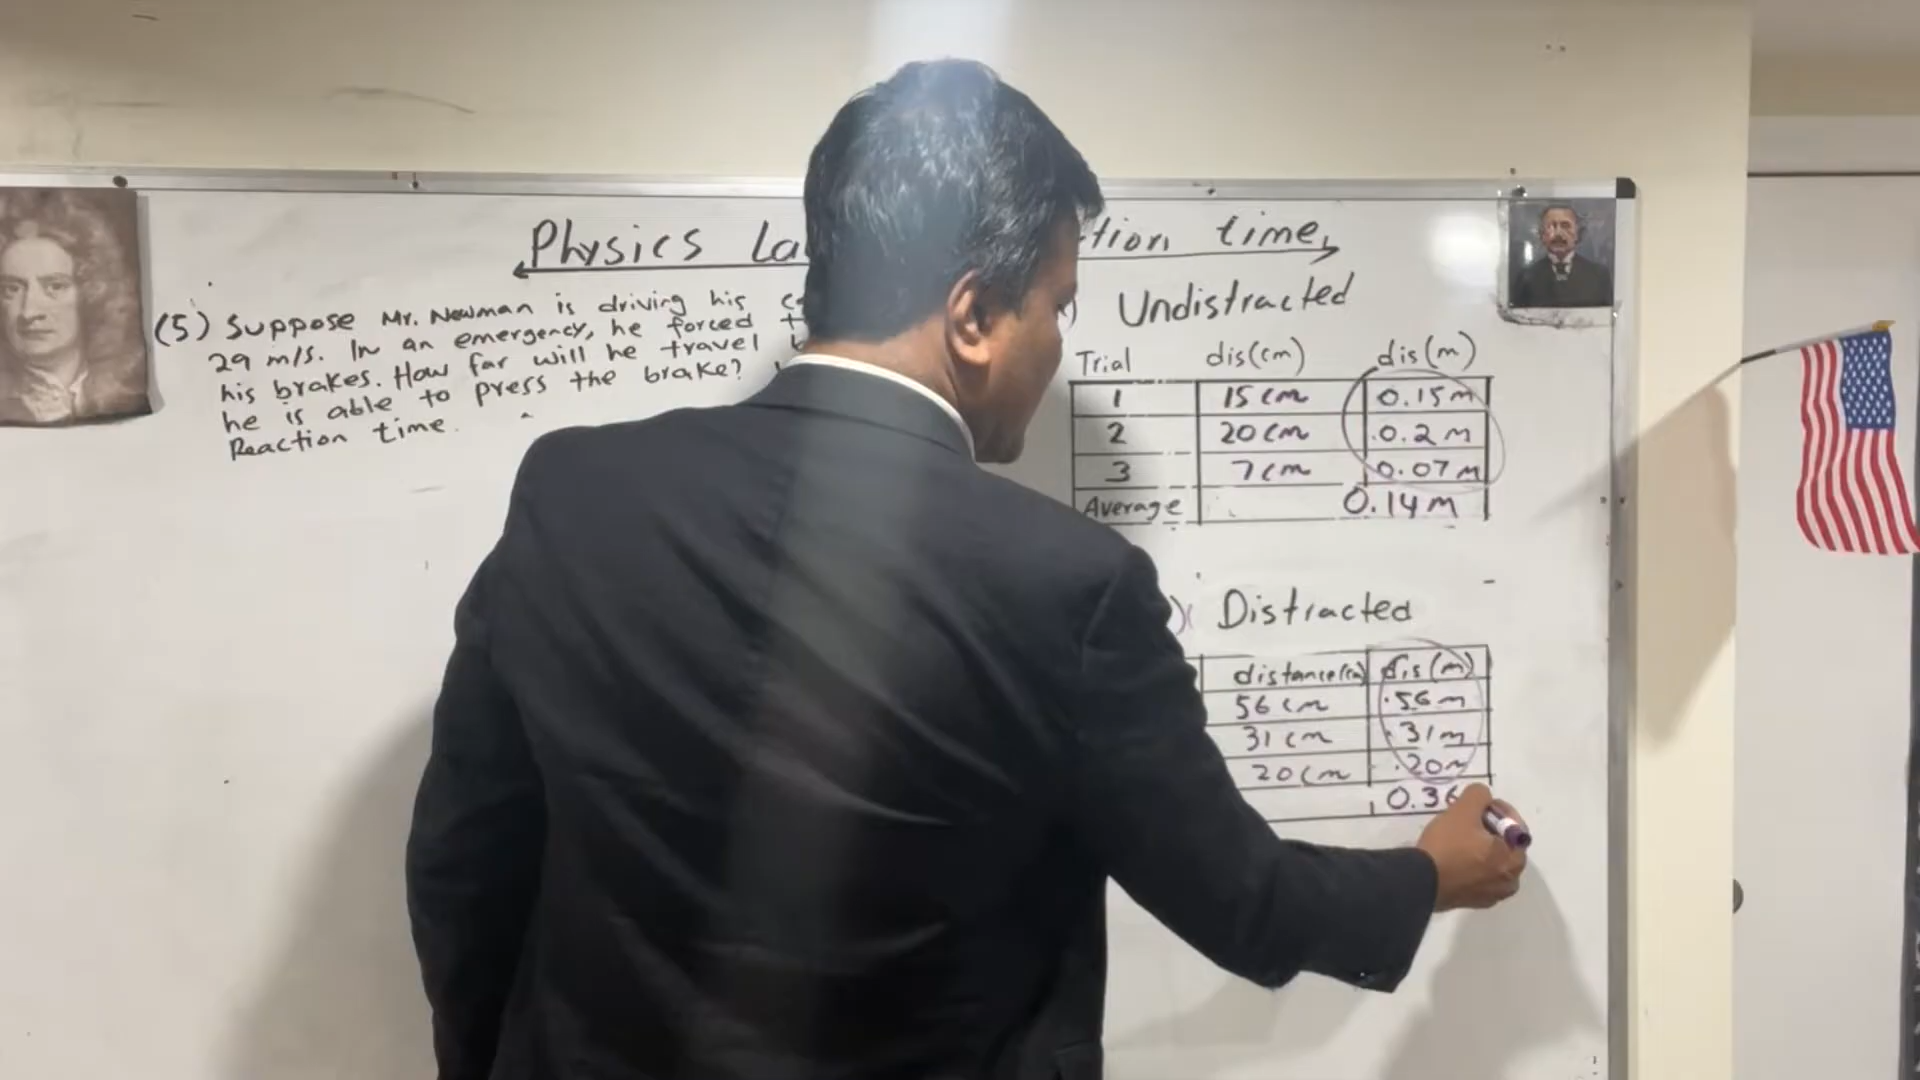 Physics La tion time,
(5) Suppose Mr. Newman is driving his
29 m/s. In an emergency, he forced
his brakes. How far will he travel
he is able to press the brake?
Reaction time.
Undistracted
Trial dis(cm) dis(m)
1 15 cm 0.15 m
2 20 cm .0.2 m
3 7 cm 0.07 m
Average 0.14 m
Distracted
distance(cm) dis(m)
56 cm .56 m
31 cm .31 m
20 cm .20 m
0.36